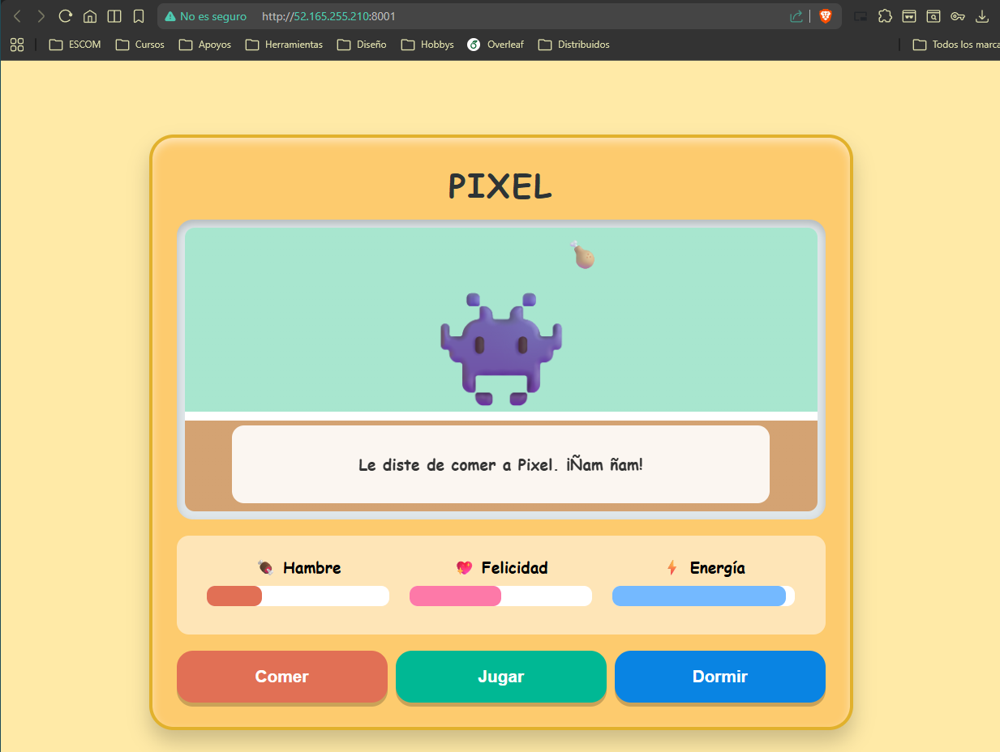 No es seguro http://52.165.255.210:8001
ESCOM Cursos Apoyos Herramientas Diseño Hobbys Overleaf Distribuidos Todos los marca
PIXEL
Le diste de comer a Pixel. ¡Ñam ñam!
Hambre Felicidad Energía
Comer Jugar Dormir